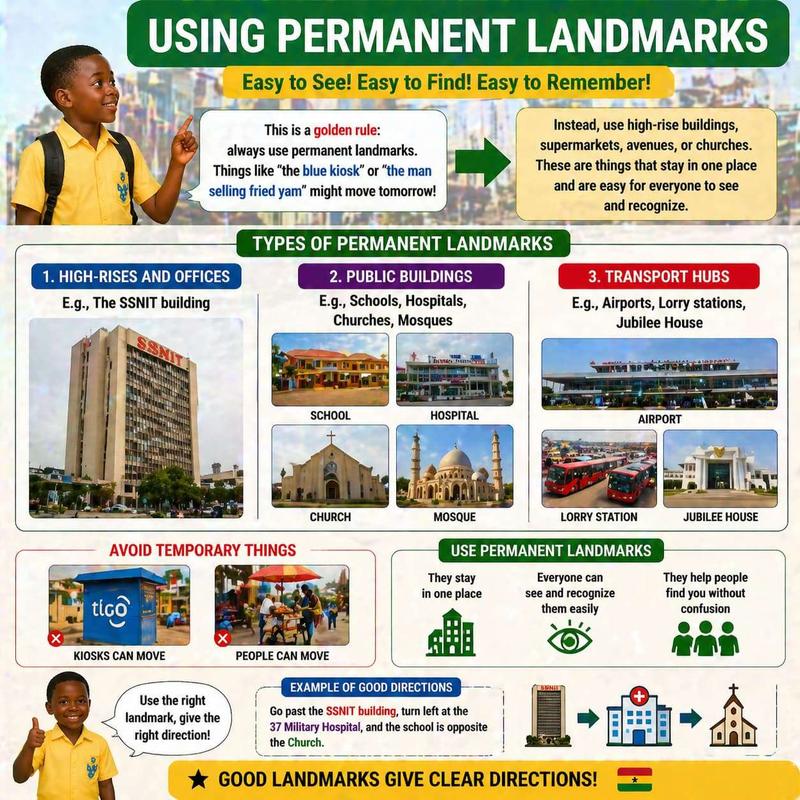 USING PERMANENT LANDMARKS
Easy to See! Easy to Find! Easy to Remember!
This is a golden rule:
always use permanent landmarks.
Things like "the blue kiosk" or "the man
selling fried yam" might move tomorrow!
Instead, use high-rise buildings,
supermarkets, avenues, or churches.
These are things that stay in one place
and are easy for everyone to see
and recognize.
TYPES OF PERMANENT LANDMARKS
1. HIGH-RISES AND OFFICES
E.g., The SSNIT building
SSNIT
2. PUBLIC BUILDINGS
E.g., Schools, Hospitals,
Churches, Mosques
SCHOOL
HOSPITAL
CHURCH
MOSQUE
3. TRANSPORT HUBS
E.g., Airports, Lorry stations,
Jubilee House
AIRPORT
LORRY STATION
JUBILEE HOUSE
AVOID TEMPORARY THINGS
tigo
KIOSKS CAN MOVE
PEOPLE CAN MOVE
USE PERMANENT LANDMARKS
They stay
in one place
Everyone can
see and recognize
them easily
They help people
find you without
confusion
Use the right
landmark, give the
right direction!
EXAMPLE OF GOOD DIRECTIONS
Go past the SSNIT building, turn left at the
37 Military Hospital, and the school is opposite
the Church.
SSNIT
GOOD LANDMARKS GIVE CLEAR DIRECTIONS!